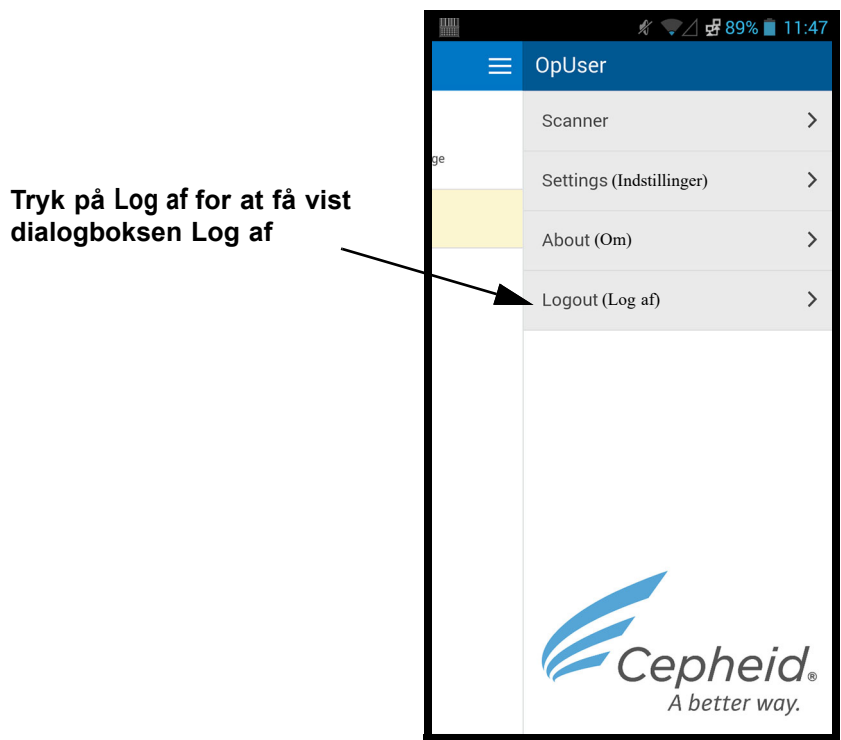 89% 11:47
OpUser
Scanner
ge
Settings (Indstillinger)
Tryk på Log af for at få vist
dialogboksen Log af
About (Om)
Logout (Log af)
Cepheid®
A better way.